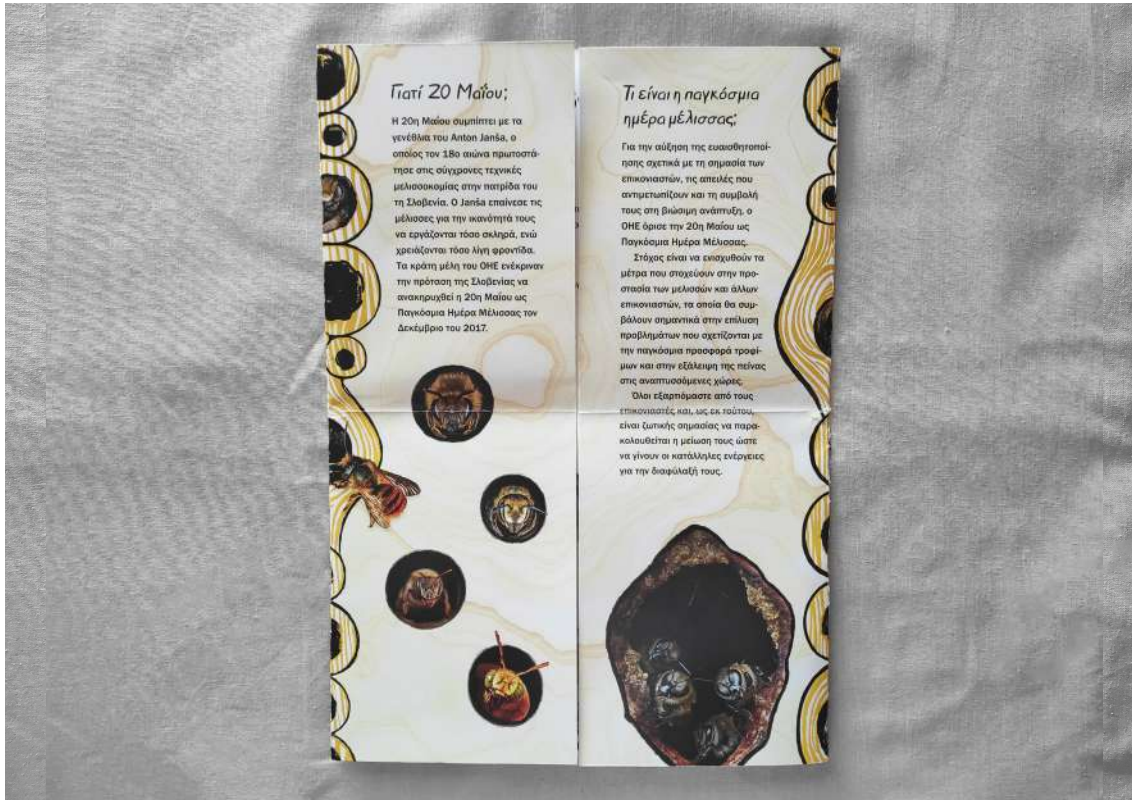 Γιατί 20 Μαΐου;
Η 20η Μαΐου συμπίπτει με τα
γενέθλια του Anton Janša, ο
οποίος τον 18ο αιώνα πρωτοστά-
τησε στις σύγχρονες τεχνικές
μελισσοκομίας στην πατρίδα του
τη Σλοβενία. Ο Janša επαίνεσε τις
μέλισσες για την ικανότητά τους
να εργάζονται τόσο σκληρά, ενώ
χρειάζονται τόσο λίγη φροντίδα.
Τα κράτη μέλη του ΟΗΕ ενέκριναν
την πρόταση της Σλοβενίας να
ανακηρυχθεί η 20η Μαΐου ως
Παγκόσμια Ημέρα Μέλισσας τον
Δεκέμβριο του 2017.
Τι είναι η παγκόσμια
ημέρα μέλισσας;
Για την αύξηση της ευαισθητοποί-
ησης σχετικά με τη σημασία των
επικονιαστών, τις απειλές που
αντιμετωπίζουν και τη συμβολή
τους στη βιώσιμη ανάπτυξη, ο
ΟΗΕ όρισε την 20η Μαΐου ως
Παγκόσμια Ημέρα Μέλισσας.
Στόχος είναι να ενισχυθούν τα
μέτρα που στοχεύουν στην προ-
στασία των μελισσών και άλλων
επικονιαστών, τα οποία θα συμ-
βάλουν σημαντικά στην επίλυση
προβλημάτων που σχετίζονται με
την παγκόσμια προσφορά τροφί-
μων και στην εξάλειψη της πείνας
στις αναπτυσσόμενες χώρες.
Όλοι εξαρτόμαστε από τους
επικονιαστές και, ως εκ τούτου,
είναι ζωτικής σημασίας να παρα-
κολουθείται η μείωση τους ώστε
να γίνουν οι κατάλληλες ενέργειες
για την διαφύλαξή τους.